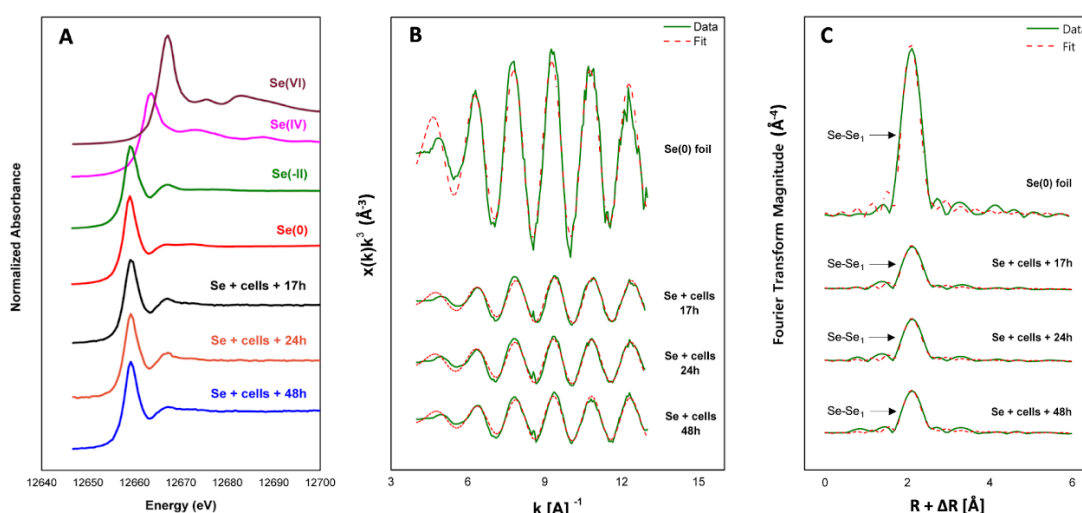 A
Normalized Absorbance
Se(VI)
Se(IV)
Se(-II)
Se(0)
Se + cells + 17h
Se + cells + 24h
Se + cells + 48h
12640 12650 12660 12670 12680 12690 12700
Energy (eV)
B
Data
Fit
x(k)k³ (Å⁻³)
Se(0) foil
Se + cells
17h
Se + cells
24h
Se + cells
48h
4 6 8 10 12 14
k [A] ⁻¹
C
Data
Fit
Fourier Transform Magnitude (Å⁻⁴)
Se-Se₁
Se(0) foil
Se-Se₁
Se + cells + 17h
Se-Se₁
Se + cells + 24h
Se-Se₁
Se + cells + 48h
0 2 4 6
R + ΔR [Å]